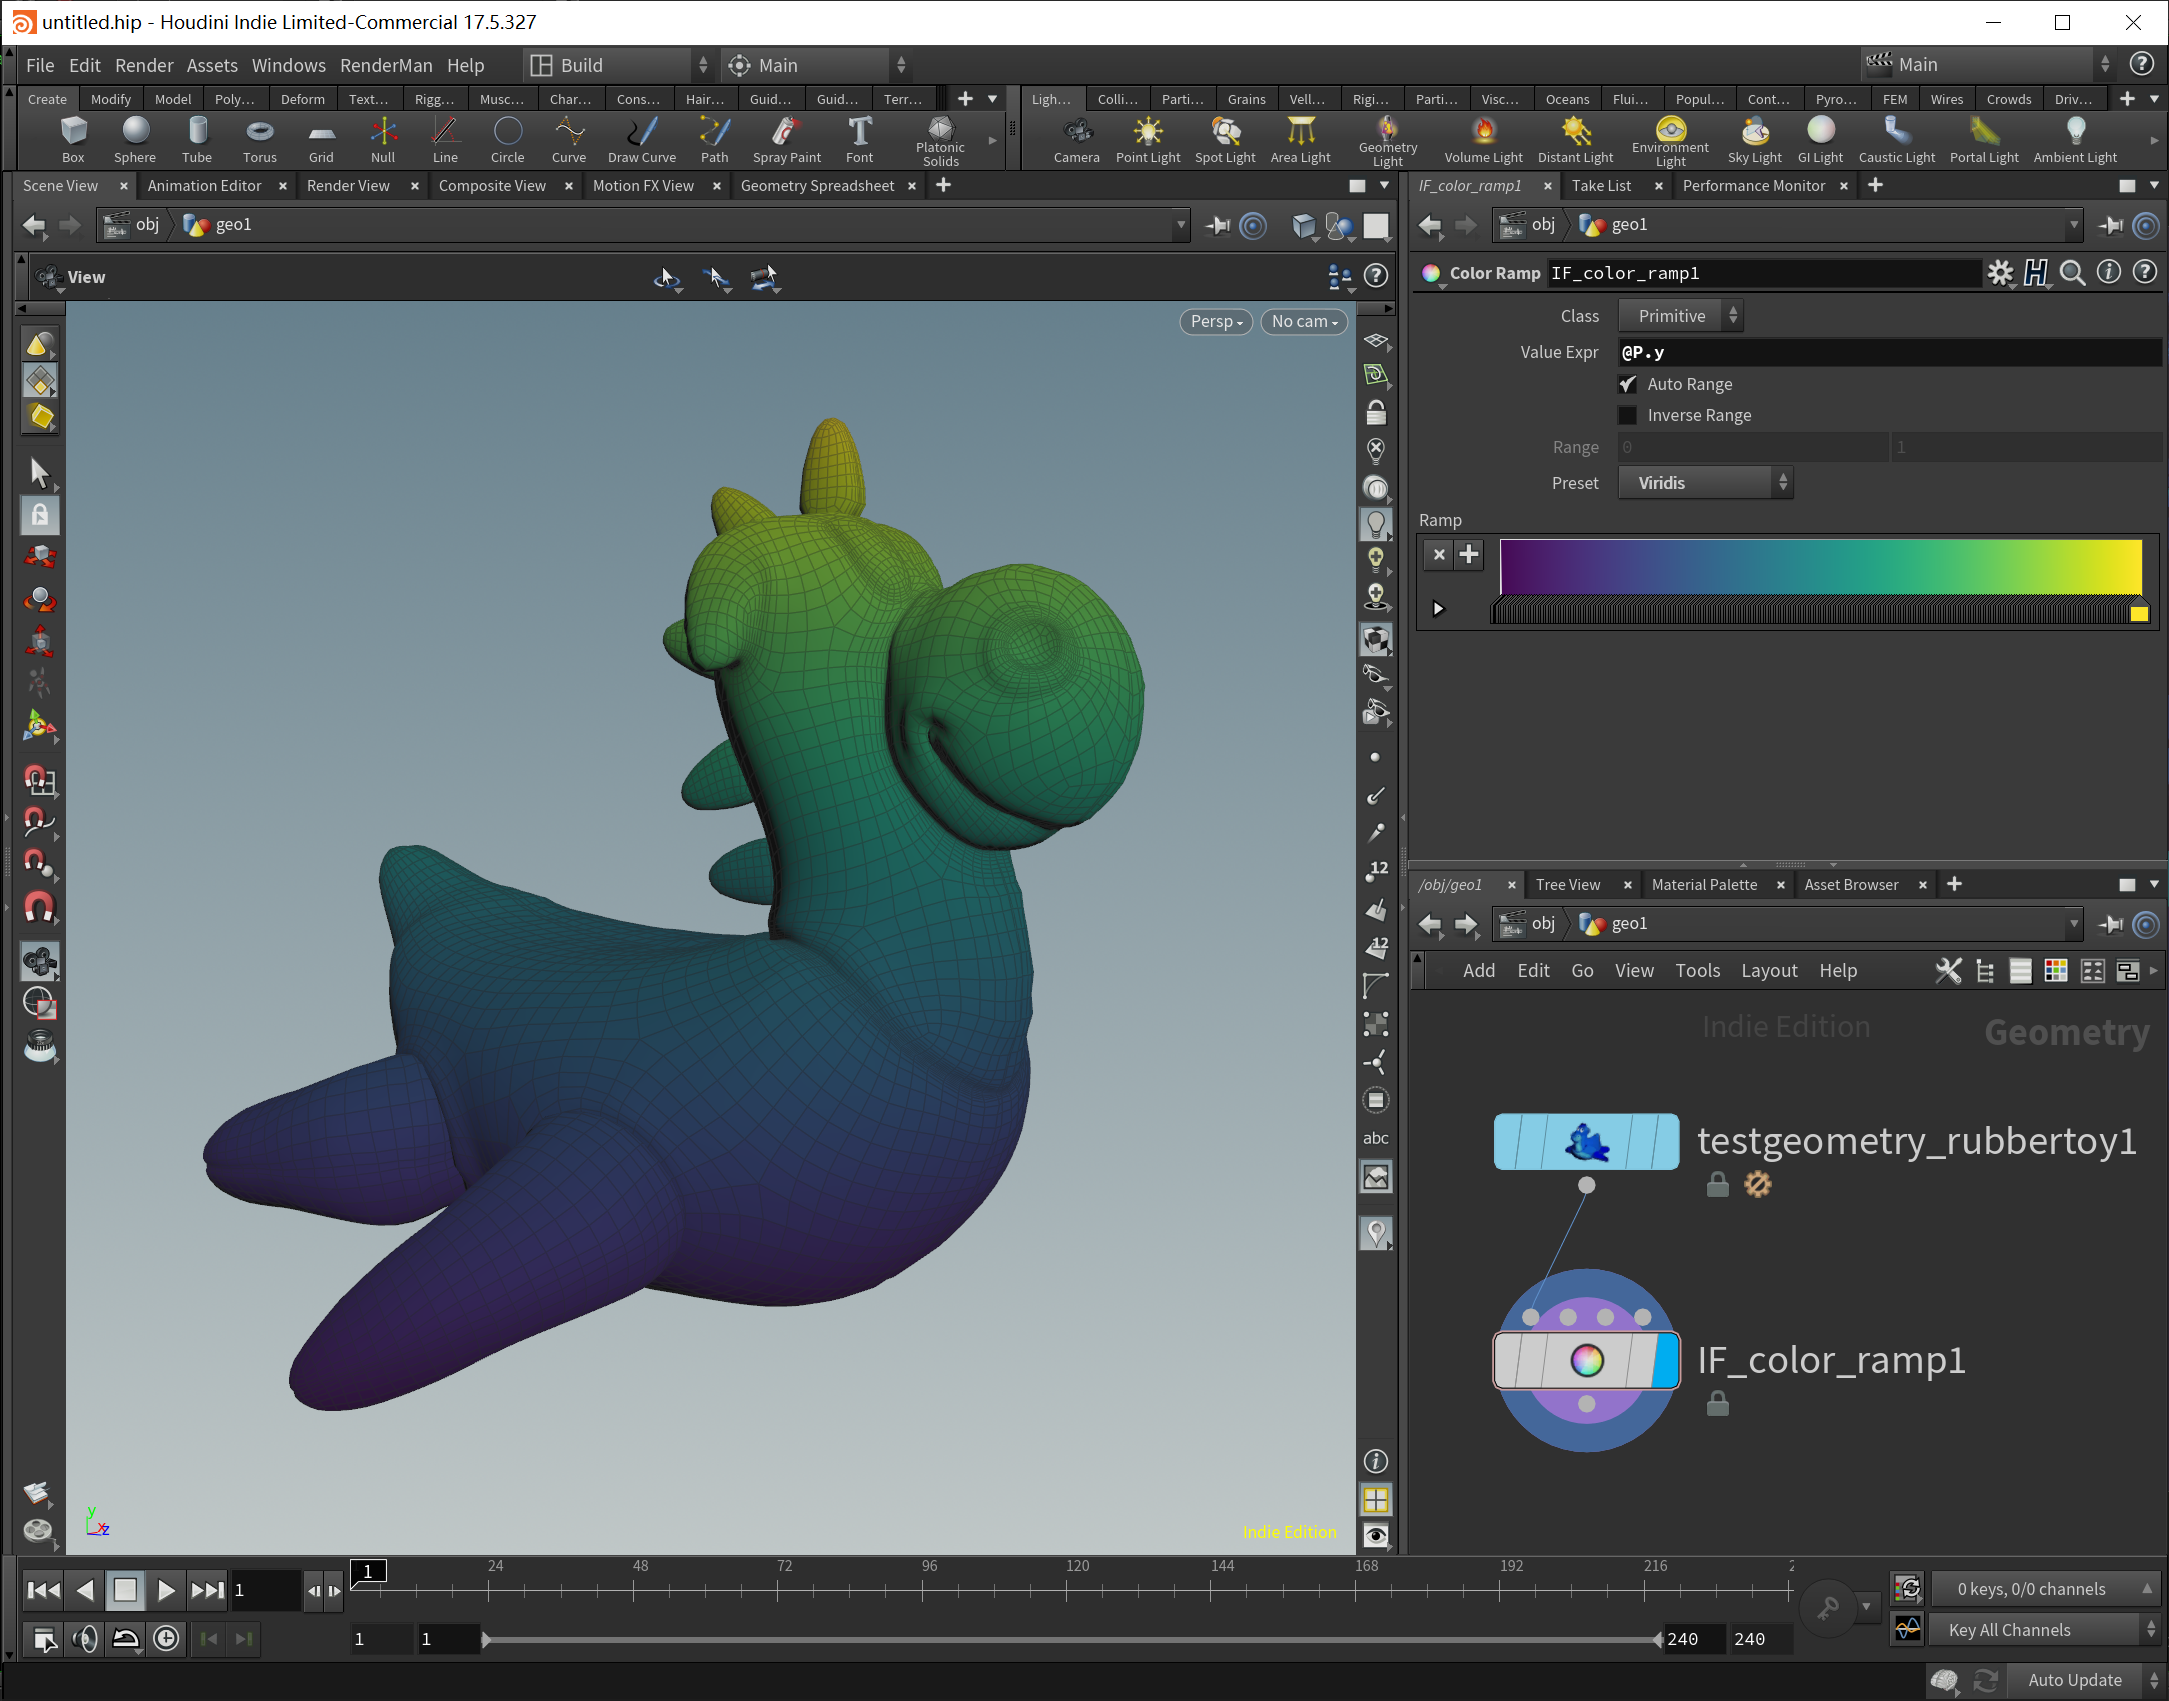 untitled.hip - Houdini Indie Limited-Commercial 17.5.327
File Edit Render Assets Windows RenderMan Help Build Main Main
Create Modify Model Poly... Deform Text... Rigg... Musc... Char... Cons... Hair... Guid... Guid... Terr... Ligh... Colli... Parti... Grains Vell... Rigi... Parti... Visc... Oceans Flui... Popul... Cont... Pyro... FEM Wires Crowds Driv...
Box Sphere Tube Torus Grid Null Line Circle Curve Draw Curve Path Spray Paint Font Platonic Solids Camera Point Light Spot Light Area Light Geometry Light Volume Light Distant Light Environment Light Sky Light GI Light Caustic Light Portal Light Ambient Light
Scene View Animation Editor Render View Composite View Motion FX View Geometry Spreadsheet
obj geo1
View
Persp No cam
12
12
abc
Indie Edition
y x z
IF_color_ramp1 Take List Performance Monitor
obj geo1
Color Ramp IF_color_ramp1
Class Primitive
Value Expr @P.y
Auto Range
Inverse Range
Range 0 1
Preset Viridis
Ramp
/obj/geo1 Tree View Material Palette Asset Browser
obj geo1
Add Edit Go View Tools Layout Help
Indie Edition Geometry
testgeometry_rubbertoy1
IF_color_ramp1
1 1 24 48 72 96 120 144 168 192 216 2
0 keys, 0/0 channels
1 1 240 240
Key All Channels
Auto Update